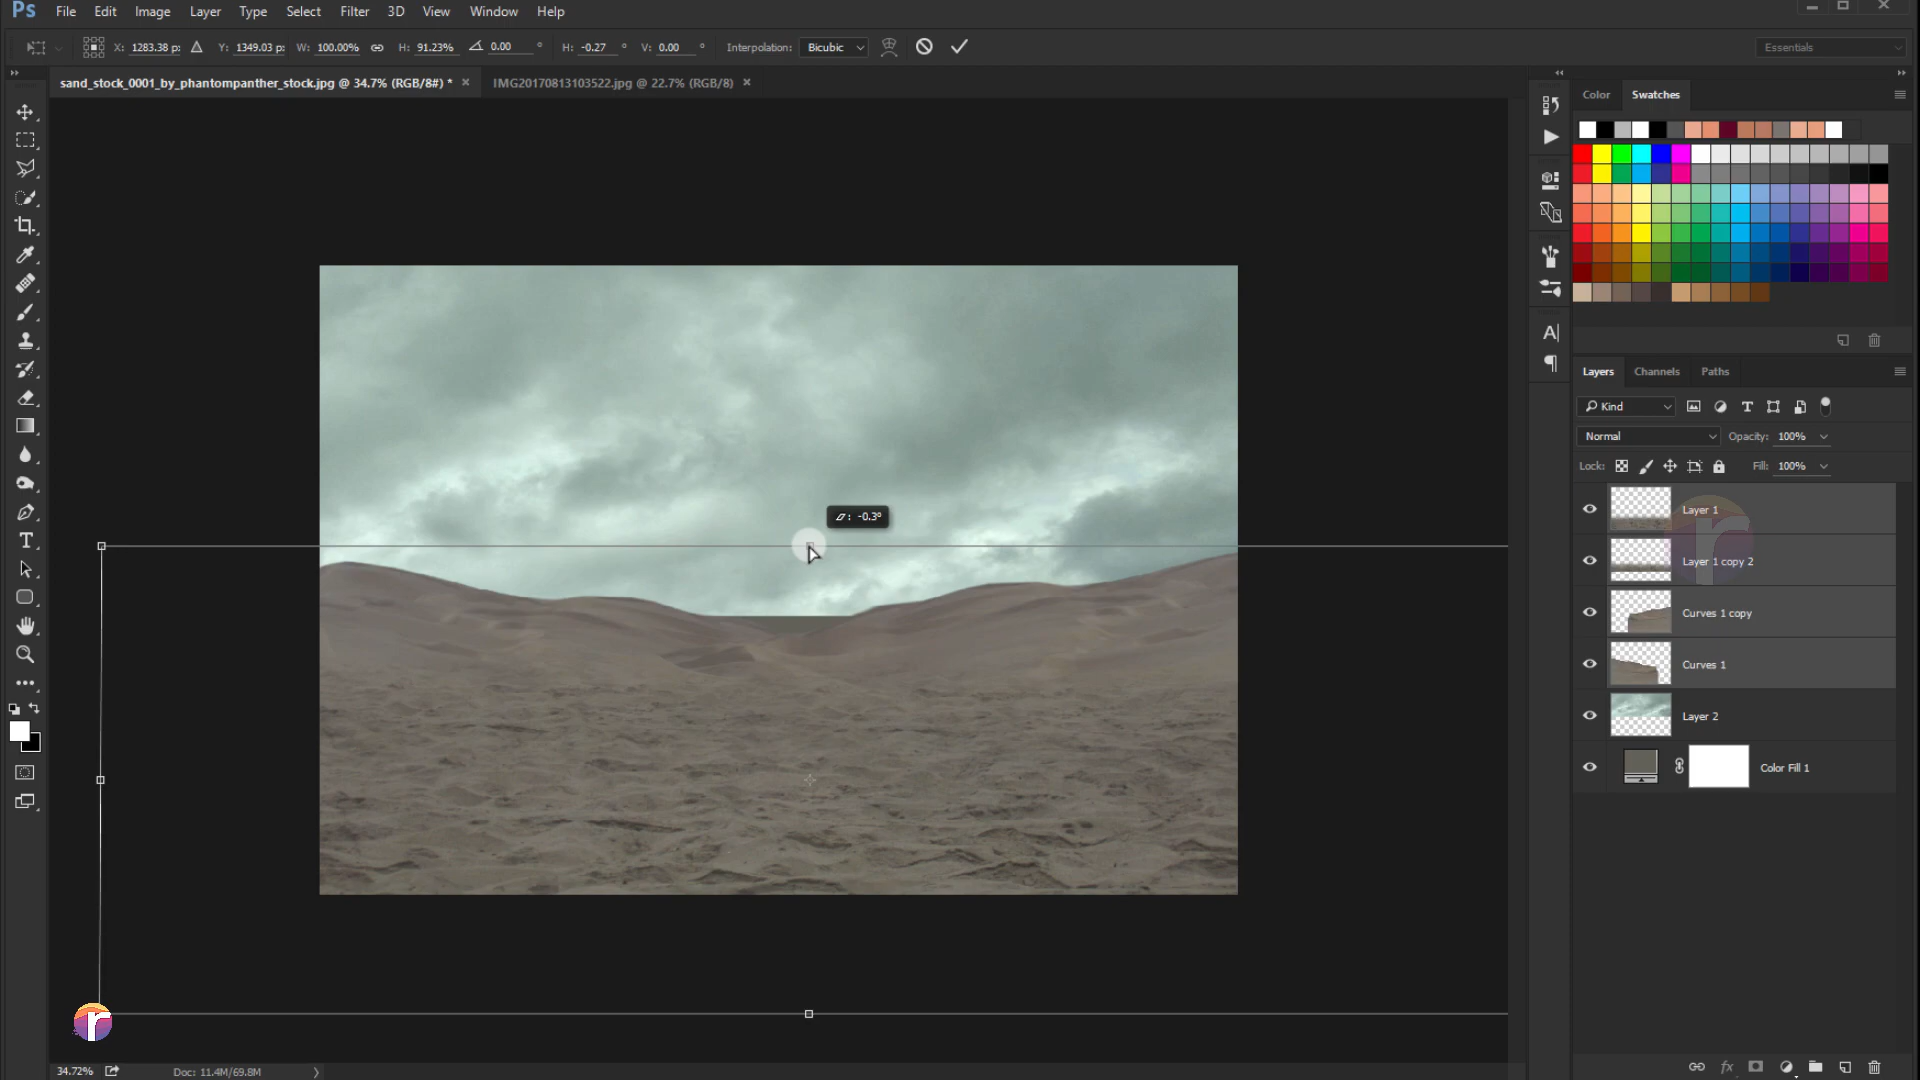 Ps File Edit Image Layer Type Select Filter 3D View Window Help
X: 1283.38 p: Y: 1349.03 p: W: 100.00% H: 91.23% 0.00 ° H: -0.27 ° V: 0.00 ° Interpolation: Bicubic Essentials
sand_stock_0001_by_phantompanther_stock.jpg @ 34.7% (RGB/8#) * × IMG20170813103522.jpg @ 22.7% (RGB/8) ×
Color Swatches
: -0.3°
Layers Channels Paths
Kind
Normal Opacity: 100%
Lock: Fill: 100%
Layer 1
Layer 1 copy 2
Curves 1 copy
Curves 1
Layer 2
Color Fill 1
r
r
34.72% Doc: 11.4M/69.8M
fx